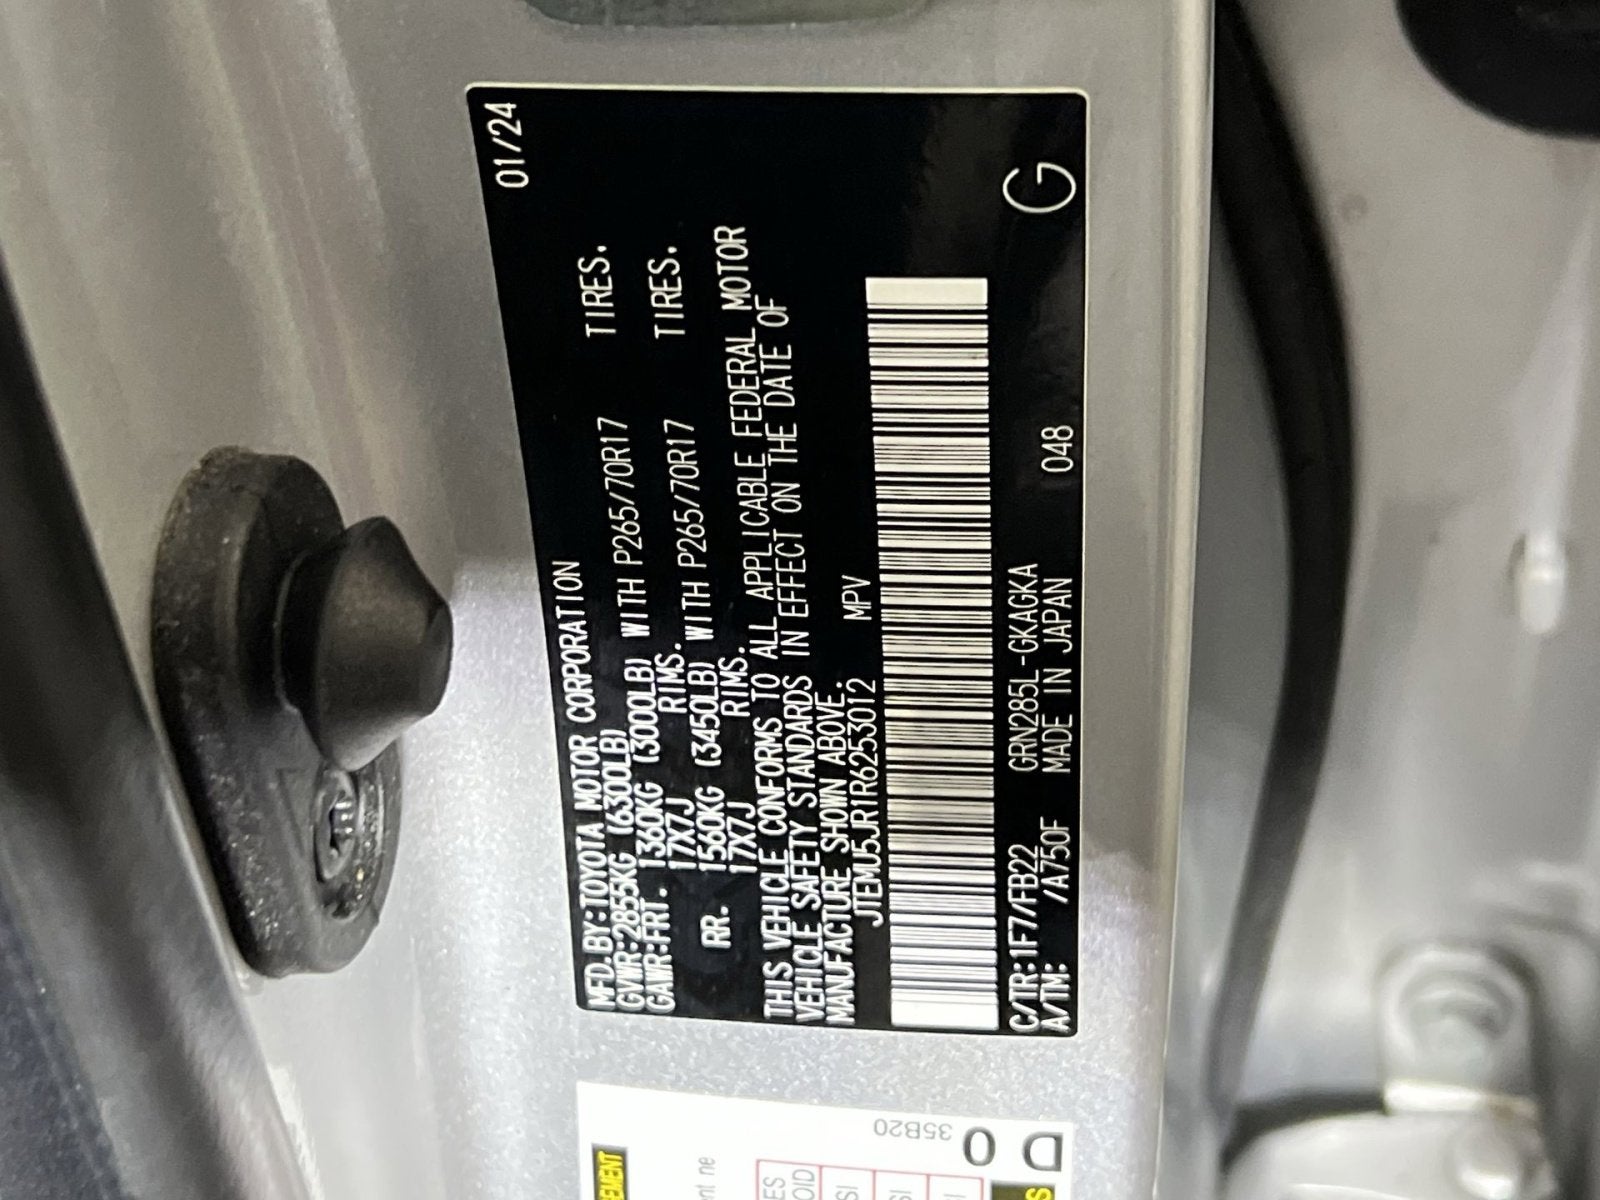 01/24
MFD.BY:TOYOTA MOTOR CORPORATION
GVWR:2855KG (6300LB)
GAWR:FRT. 1360KG (3000LB) WITH P265/70R17 TIRES.
17X7J RIMS.
RR. 1560KG (3450LB) WITH P265/70R17 TIRES.
17X7J RIMS.
THIS VEHICLE CONFORMS TO ALL APPLICABLE FEDERAL MOTOR
VEHICLE SAFETY STANDARDS IN EFFECT ON THE DATE OF
MANUFACTURE SHOWN ABOVE.
JTEMU5JR1R6253012 MPV
C/TR:1F7/FB22 GRN285L-GKAGKA
A/TM: /A750F MADE IN JAPAN 048
G
35B20